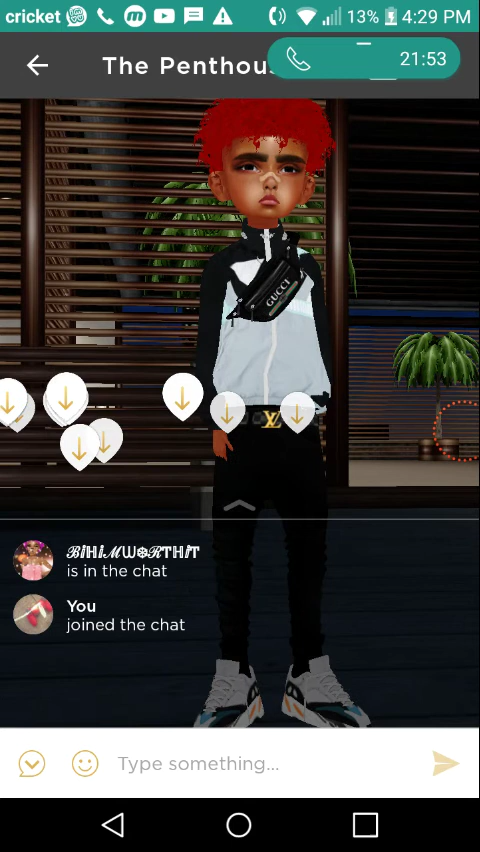 cricket
13% 4:29 PM
The Penthous
21:53
GUCCI
LV
ℬ𝒊ℍ𝒊ℳ𝕎❆ℛTℍ𝒊T
is in the chat
You
joined the chat
Type something...